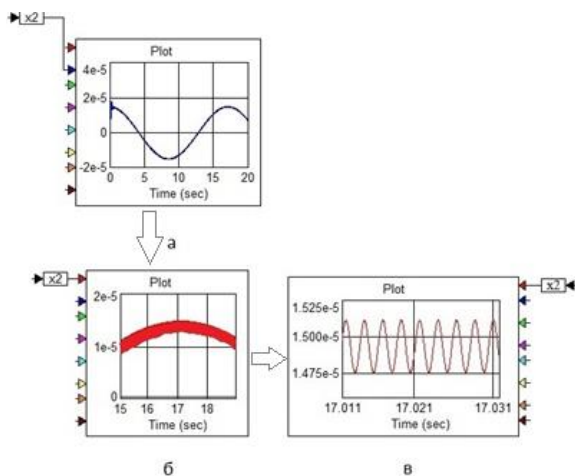 x2
Plot
4e-5
2e-5
0
-2e-5
0 5 10 15 20
Time (sec)
а
x2
Plot
2e-5
1e-5
0
15 16 17 18
Time (sec)
б
x2
Plot
1.525e-5
1.500e-5
1.475e-5
17.011 17.021 17.031
Time (sec)
в